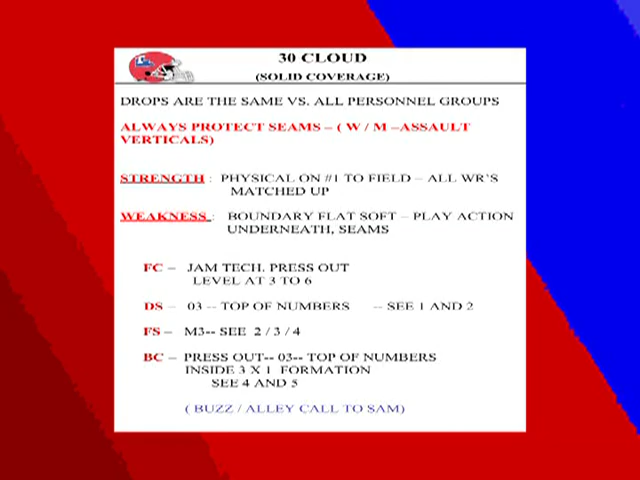 30 CLOUD
(SOLID COVERAGE)
DROPS ARE THE SAME VS. ALL PERSONNEL GROUPS
ALWAYS PROTECT SEAMS – ( W / M –ASSAULT
VERTICALS)
STRENGTH : PHYSICAL ON #1 TO FIELD – ALL WR'S
MATCHED UP
WEAKNESS : BOUNDARY FLAT SOFT – PLAY ACTION
UNDERNEATH, SEAMS
FC – JAM TECH. PRESS OUT
LEVEL AT 3 TO 6
DS – 03 -- TOP OF NUMBERS -- SEE 1 AND 2
FS – M3-- SEE 2 / 3 / 4
BC – PRESS OUT-- 03-- TOP OF NUMBERS
INSIDE 3 X 1 FORMATION
SEE 4 AND 5
( BUZZ / ALLEY CALL TO SAM)